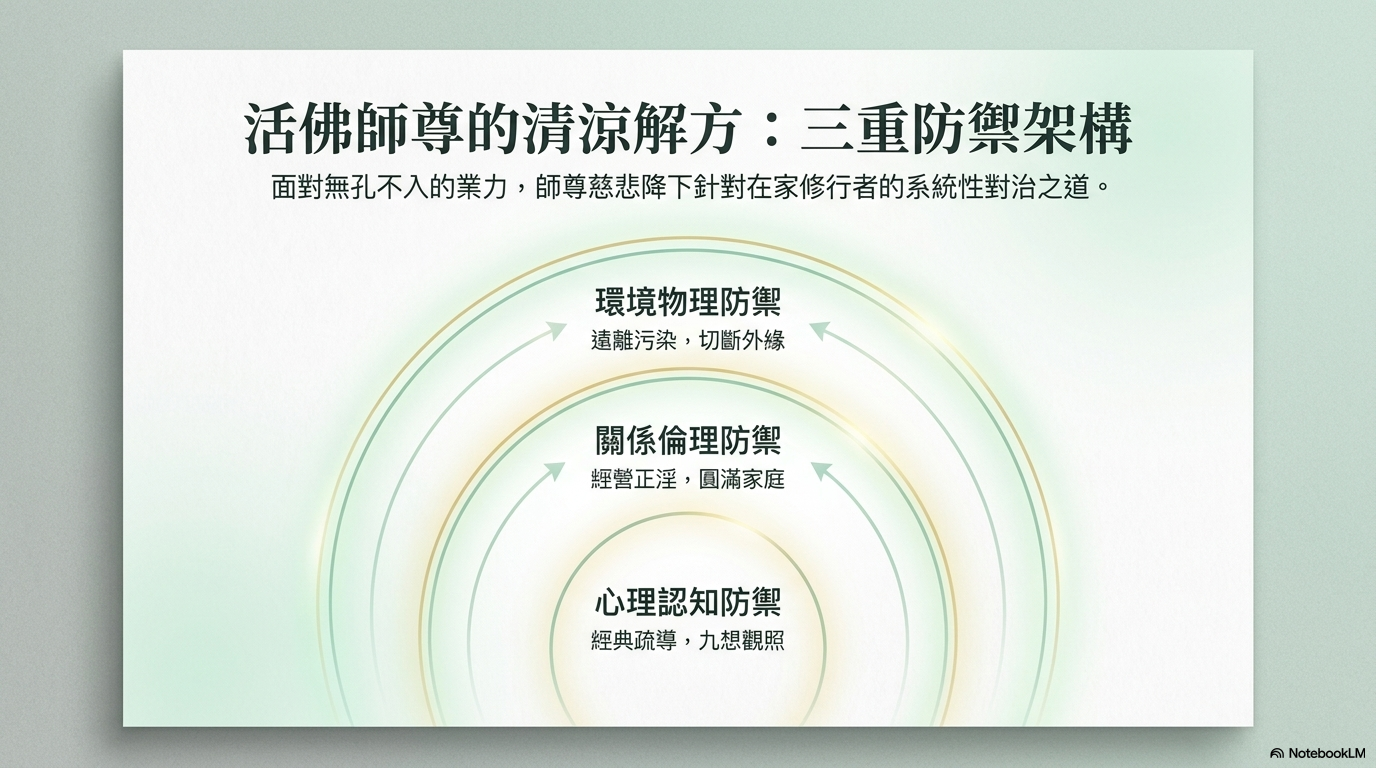 活佛師尊的清涼解方：三重防禦架構
面對無孔不入的業力，師尊慈悲降下針對在家修行者的系統性對治之道。
環境物理防禦
遠離污染，切斷外緣
關係倫理防禦
經營正淫，圓滿家庭
心理認知防禦
經典疏導，九想觀照
NotebookLM